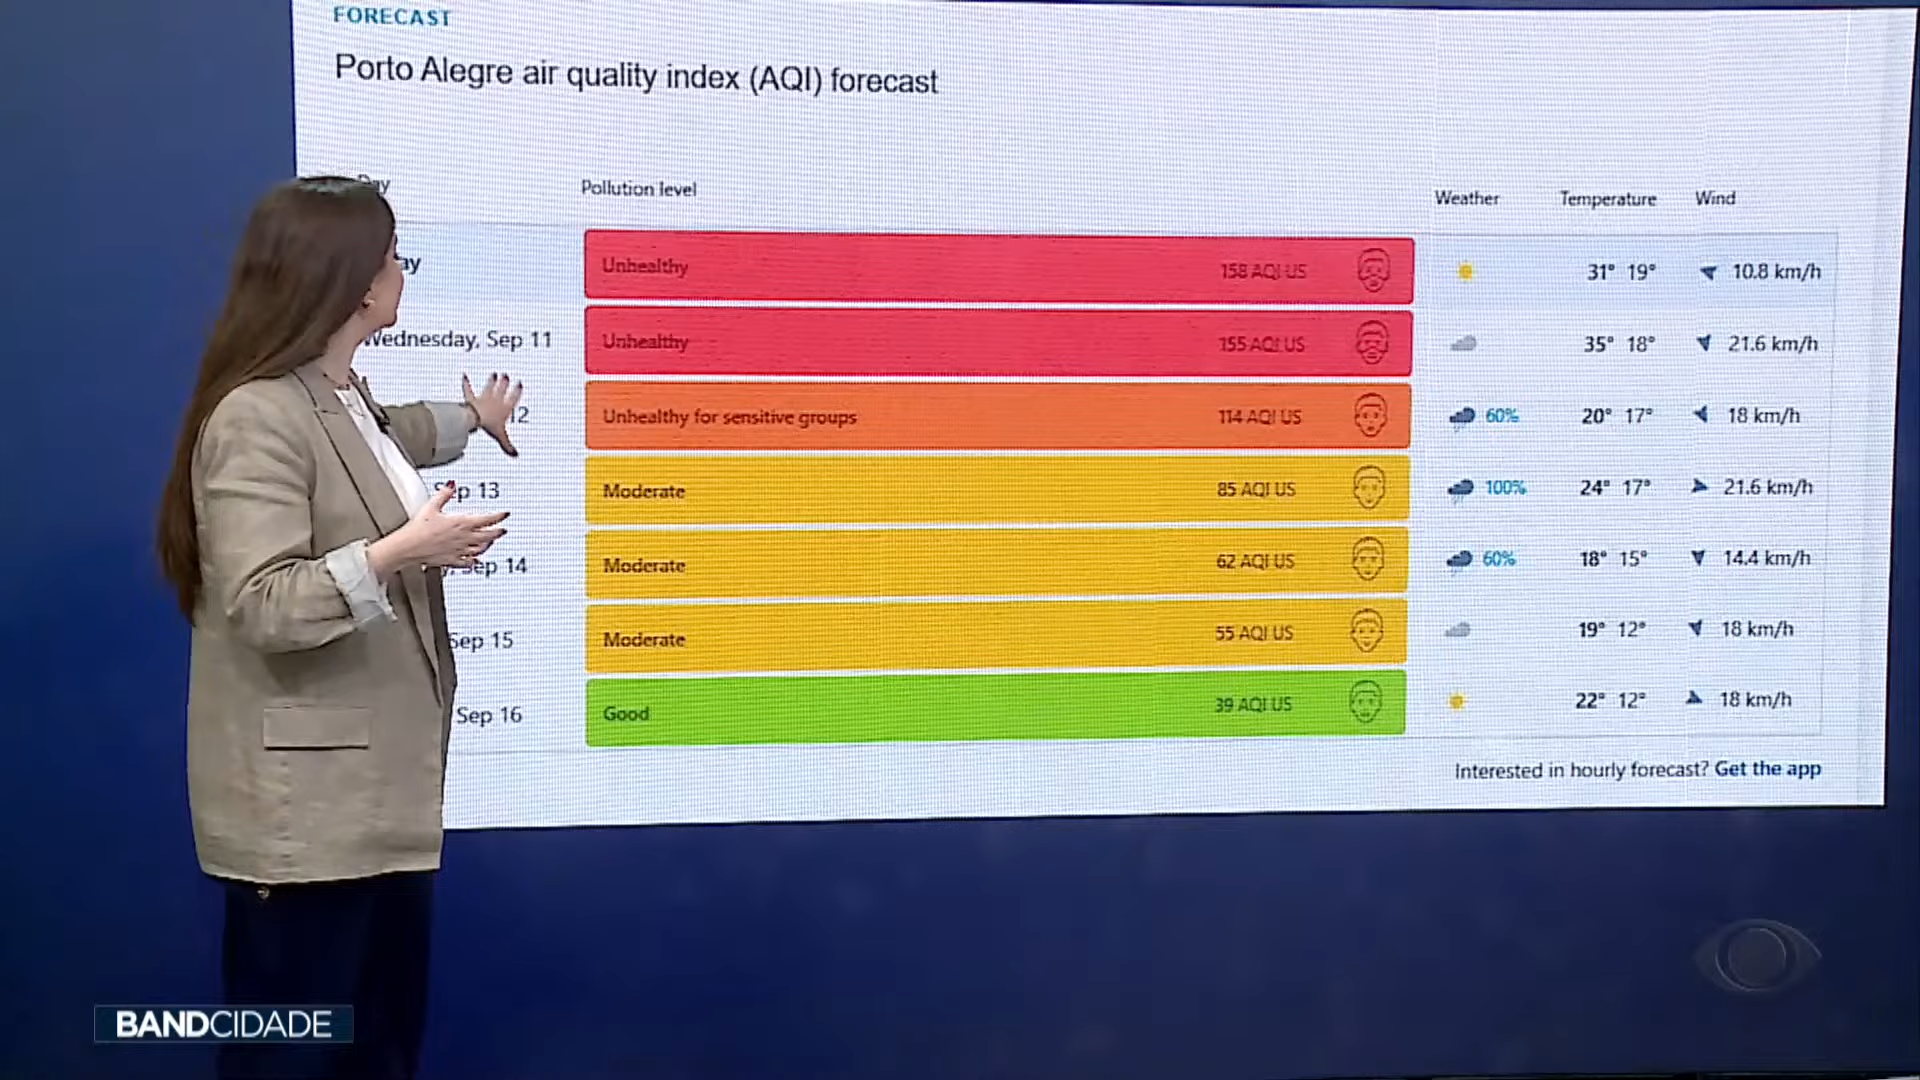 FORECAST
Porto Alegre air quality index (AQI) forecast
Pollution level Weather Temperature Wind
Unhealthy 158 AQI US 31° 19° 10.8 km/h
Wednesday, Sep 11 Unhealthy 155 AQI US 35° 18° 21.6 km/h
12 Unhealthy for sensitive groups 114 AQI US 60% 20° 17° 18 km/h
Sep 13 Moderate 85 AQI US 100% 24° 17° 21.6 km/h
Sep 14 Moderate 62 AQI US 60% 18° 15° 14.4 km/h
Sep 15 Moderate 55 AQI US 19° 12° 18 km/h
Sep 16 Good 39 AQI US 22° 12° 18 km/h
Interested in hourly forecast? Get the app
BANDCIDADE